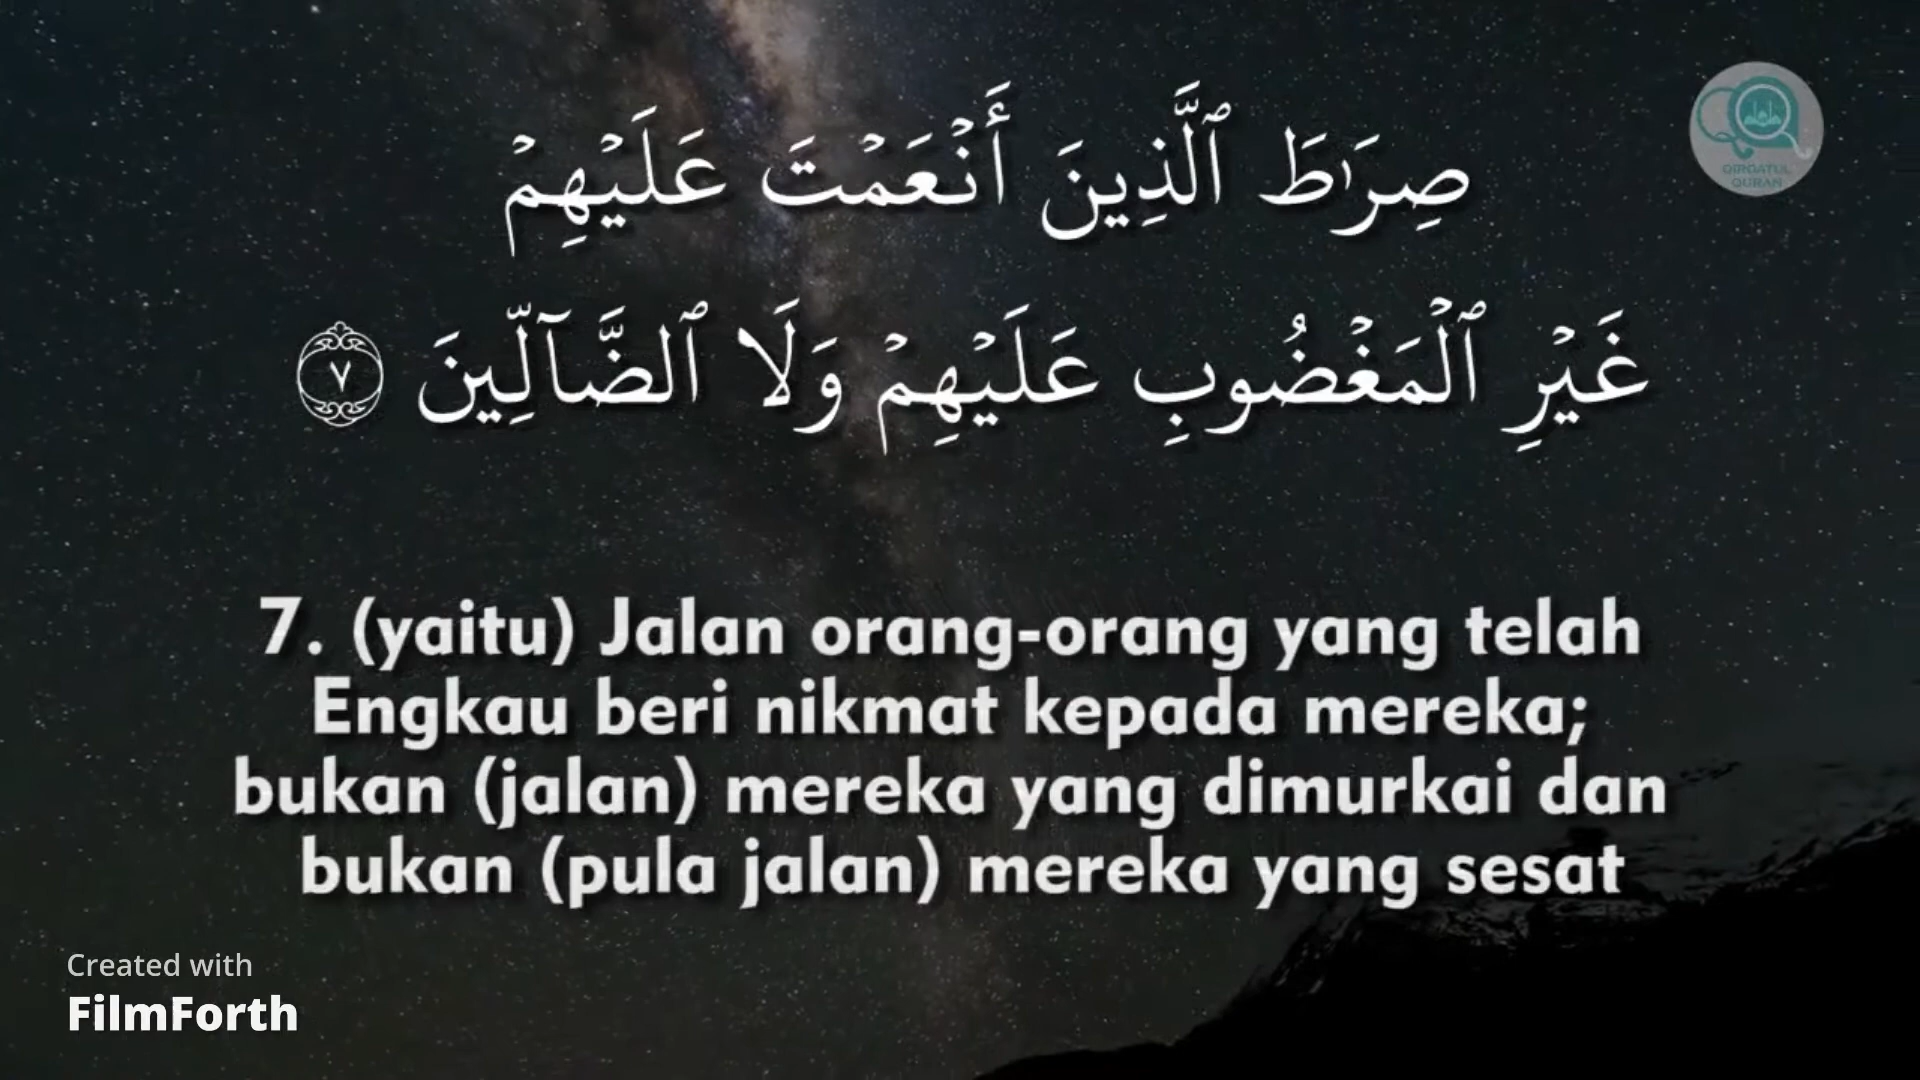 صِرَٰطَ ٱلَّذِينَ أَنْعَمْتَ عَلَيْهِمْ
غَيْرِ ٱلْمَغْضُوبِ عَلَيْهِمْ وَلَا ٱلضَّآلِّينَ ٧
7. (yaitu) Jalan orang-orang yang telah
Engkau beri nikmat kepada mereka;
bukan (jalan) mereka yang dimurkai dan
bukan (pula jalan) mereka yang sesat
Created with
FilmForth
QURAN